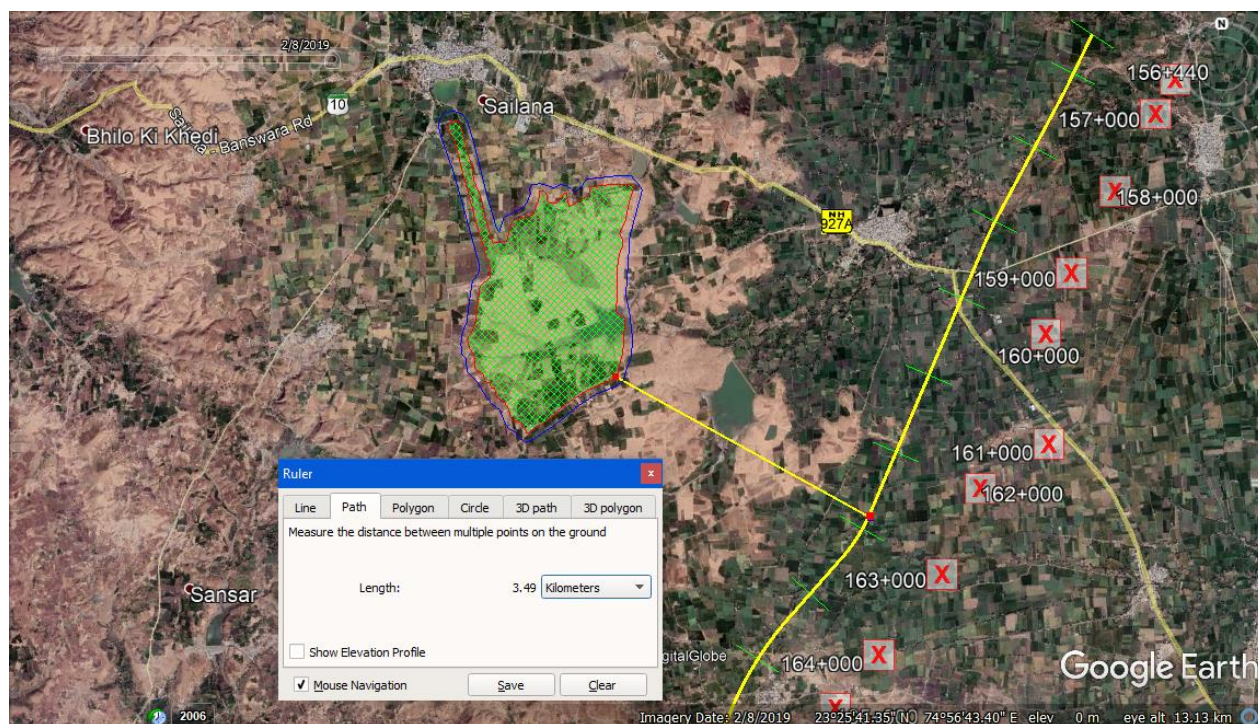 2/8/2019
N
156+440
10
Sailana
157+000
Bhilo Ki Khedi
Banswara Rd
158+000
NH
927A
159+000
160+000
161+000
162+000
Ruler
x
Line Path Polygon Circle 3D path 3D polygon
Measure the distance between multiple points on the ground
Length: 3.49 Kilometers
163+000
Sansar
Show Elevation Profile
164+000
gitalGlobe
Google Earth
Mouse Navigation Save Clear
2006
Imagery Date: 2/8/2019 23°25'41.35" N 74°56'43.40" E elev 0 m eye alt 13.13 km